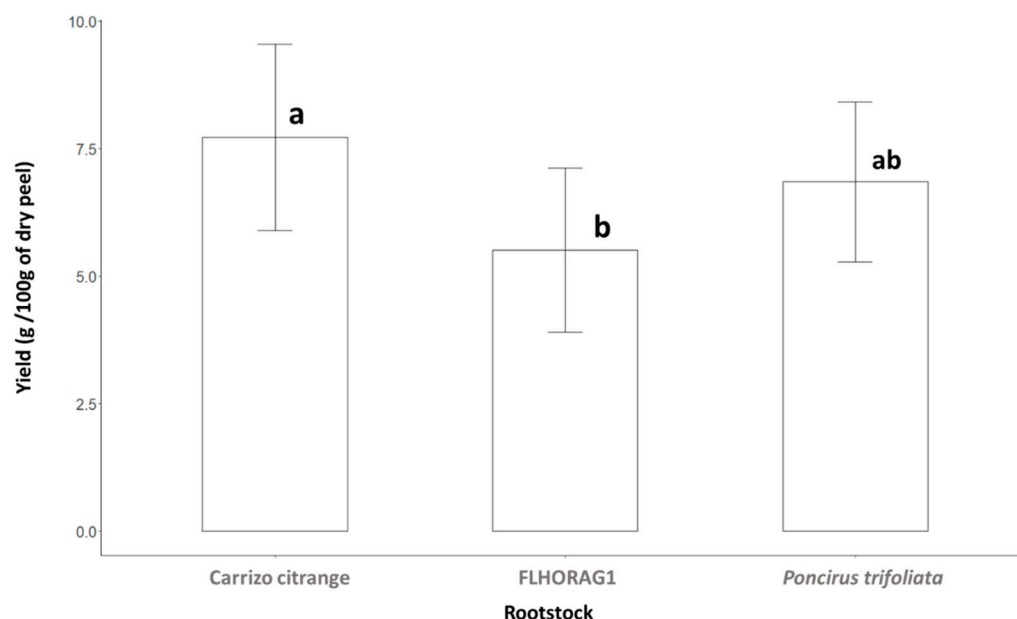 10.0
a
7.5
ab
b
5.0
2.5
0.0
Yield (g /100g of dry peel)
Carrizo citrange
FLHORAG1
Poncirus trifoliata
Rootstock